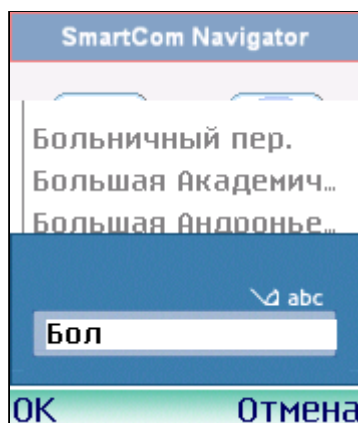 SmartCom Navigator
Больничный пер.
Большая Академич…
Большая Андронье…
abc
Бол
OK Отмена